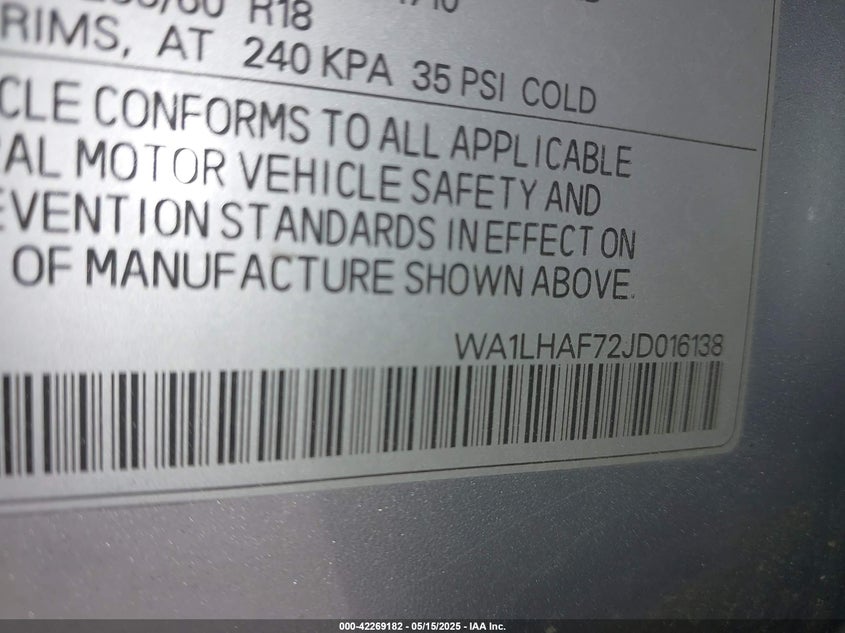 R18
RIMS, AT 240 KPA 35 PSI COLD
CLE CONFORMS TO ALL APPLICABLE
AL MOTOR VEHICLE SAFETY AND
EVENTION STANDARDS IN EFFECT ON
OF MANUFACTURE SHOWN ABOVE.
WA1LHAF72JD016138
000-42269182 - 05/15/2025 - IAA Inc.